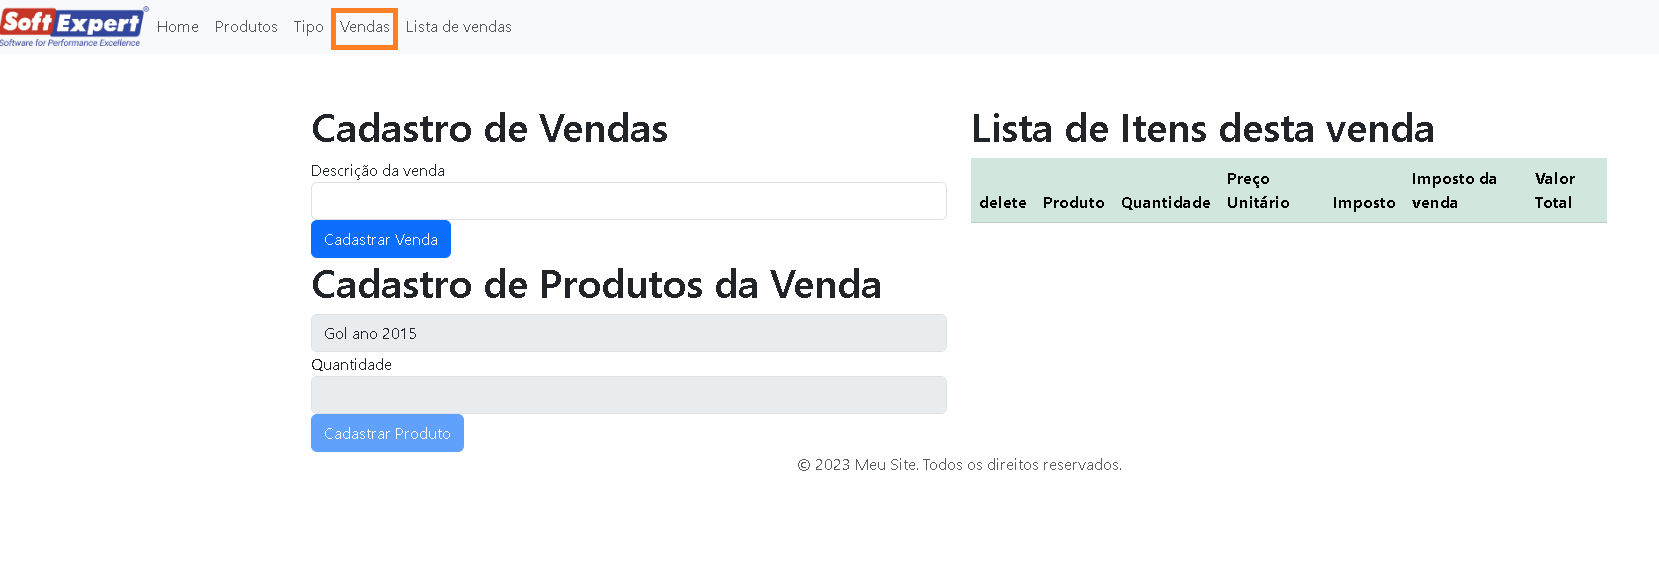 Soft Expert®
Software for Performance Excellence
Home Produtos Tipo Vendas Lista de vendas
Cadastro de Vendas
Descrição da venda
Cadastrar Venda
Cadastro de Produtos da Venda
Gol ano 2015
Quantidade
Cadastrar Produto
Lista de Itens desta venda
delete Produto Quantidade Preço Unitário Imposto Imposto da venda Valor Total
© 2023 Meu Site. Todos os direitos reservados.